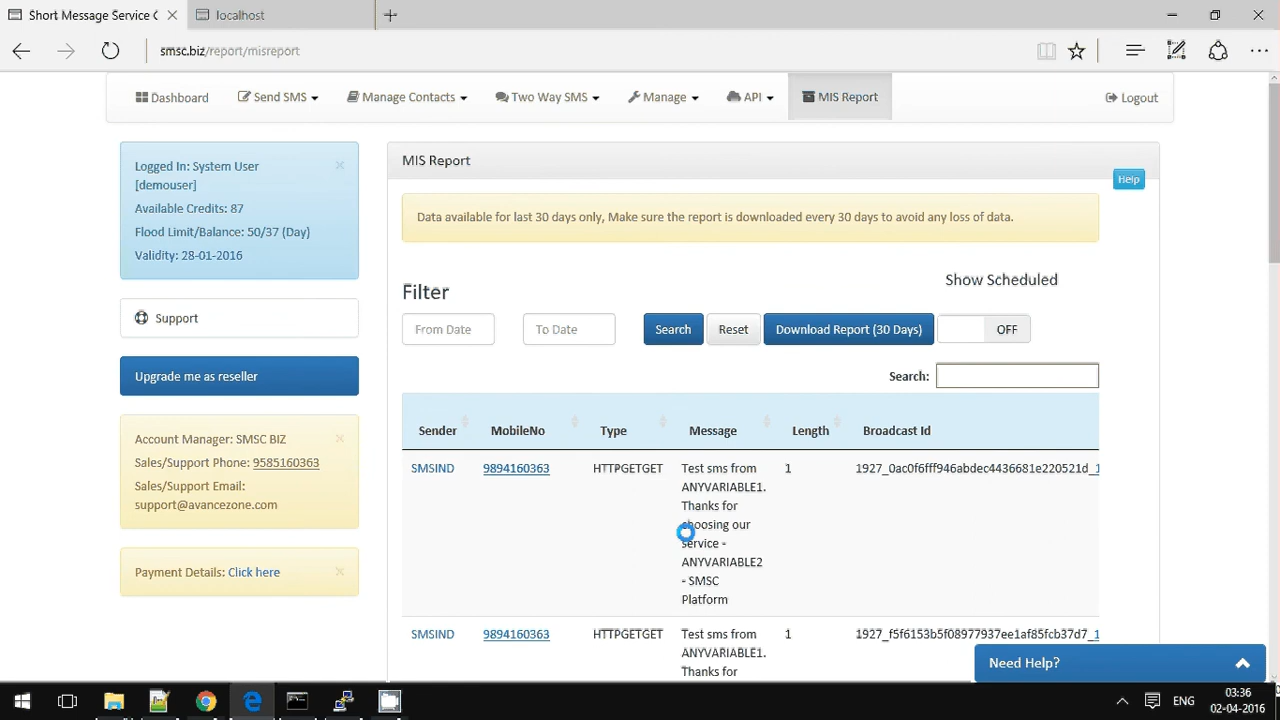 Short Message Service C
localhost
smsc.biz/report/misreport
Dashboard
Send SMS
Manage Contacts
Two Way SMS
Manage
API
MIS Report
Logout
Logged In: System User
[demouser]
Available Credits: 87
Flood Limit/Balance: 50/37 (Day)
Validity: 28-01-2016
Support
Upgrade me as reseller
Account Manager: SMSC BIZ
Sales/Support Phone: 9585160363
Sales/Support Email:
support@avancezone.com
Payment Details: Click here
MIS Report
Help
Data available for last 30 days only, Make sure the report is downloaded every 30 days to avoid any loss of data.
Filter
Show Scheduled
From Date
To Date
Search
Reset
Download Report (30 Days)
OFF
Search:
Sender MobileNo Type Message Length Broadcast Id
SMSIND 9894160363 HTTPGETGET Test sms from 1 1927_0ac0f6fff946abdec4436681e220521d_1
ANYVARIABLE1.
Thanks for
choosing our
service -
ANYVARIABLE2
- SMSC
Platform
SMSIND 9894160363 HTTPGETGET Test sms from 1 1927_f5f6153b5f08977937ee1af85fcb37d7_1
ANYVARIABLE1.
Thanks for
Need Help?
ENG
03:36
02-04-2016